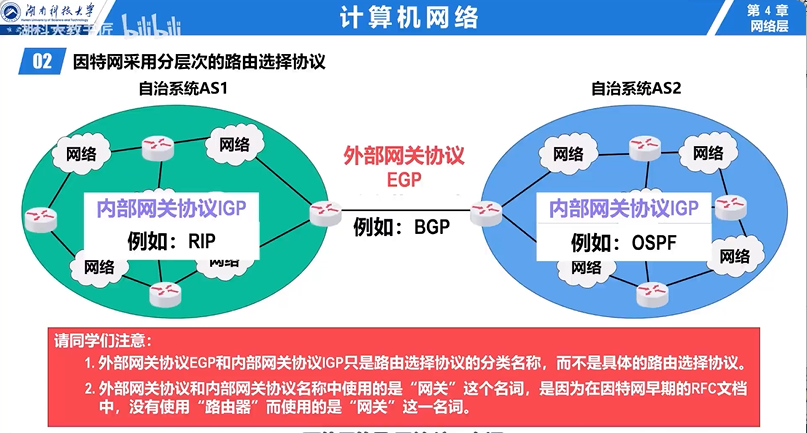 湖南科技大学
计算机网络
第 4 章
网络层
湖科大教书匠 bilibili
02 因特网采用分层次的路由选择协议
自治系统AS1
自治系统AS2
网络
网络
外部网关协议
EGP
网络
网络
内部网关协议IGP
例如：RIP
例如：BGP
内部网关协议IGP
例如：OSPF
网络
网络
网络
网络
请同学们注意：
1. 外部网关协议EGP和内部网关协议IGP只是路由选择协议的分类名称，而不是具体的路由选择协议。
2. 外部网关协议和内部网关协议名称中使用的是“网关”这个名词，是因为在因特网早期的RFC文档
中，没有使用“路由器”而使用的是“网关”这一名词。